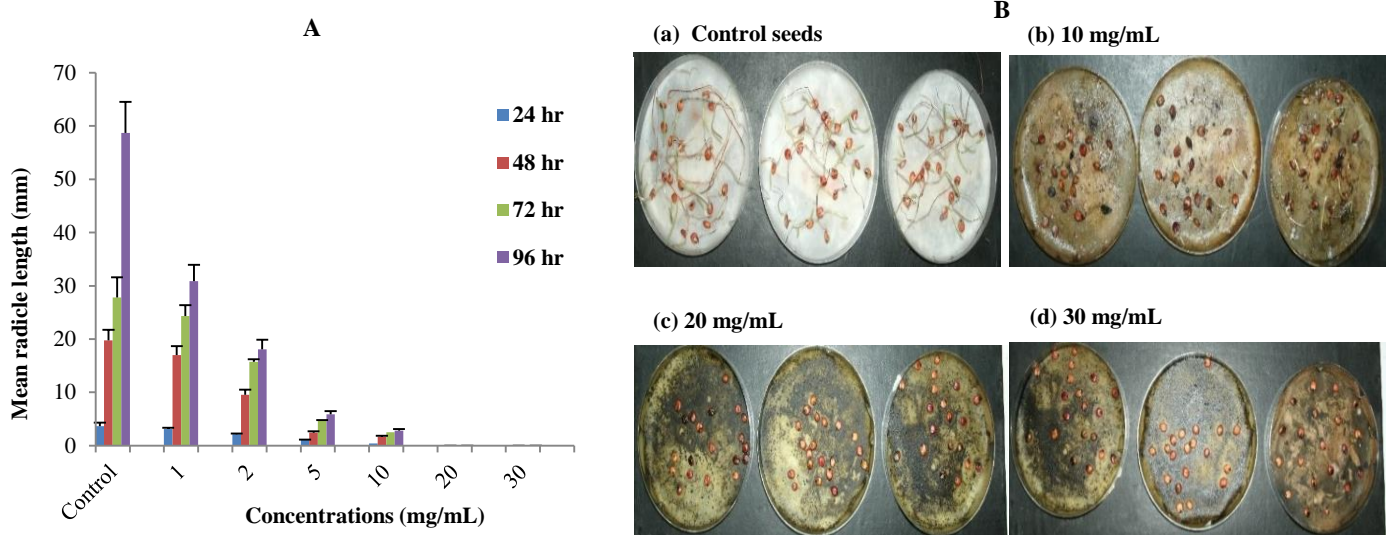 A
70
60
50
40
30
20
10
0
Mean radicle length (mm)
24 hr
48 hr
72 hr
96 hr
Control
1
2
5
10
20
30
Concentrations (mg/mL)
B
(a) Control seeds
(b) 10 mg/mL
(c) 20 mg/mL
(d) 30 mg/mL